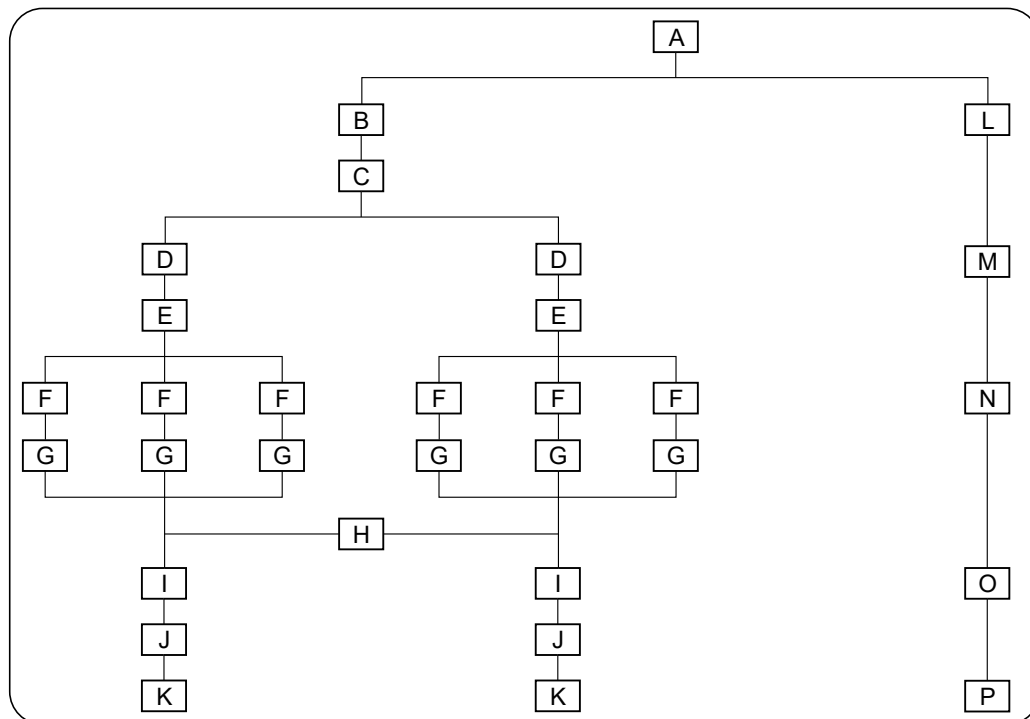 A
B L
C
D D M
E E
F F F F F F N
G G G G G G
H
I I O
J J
K K P